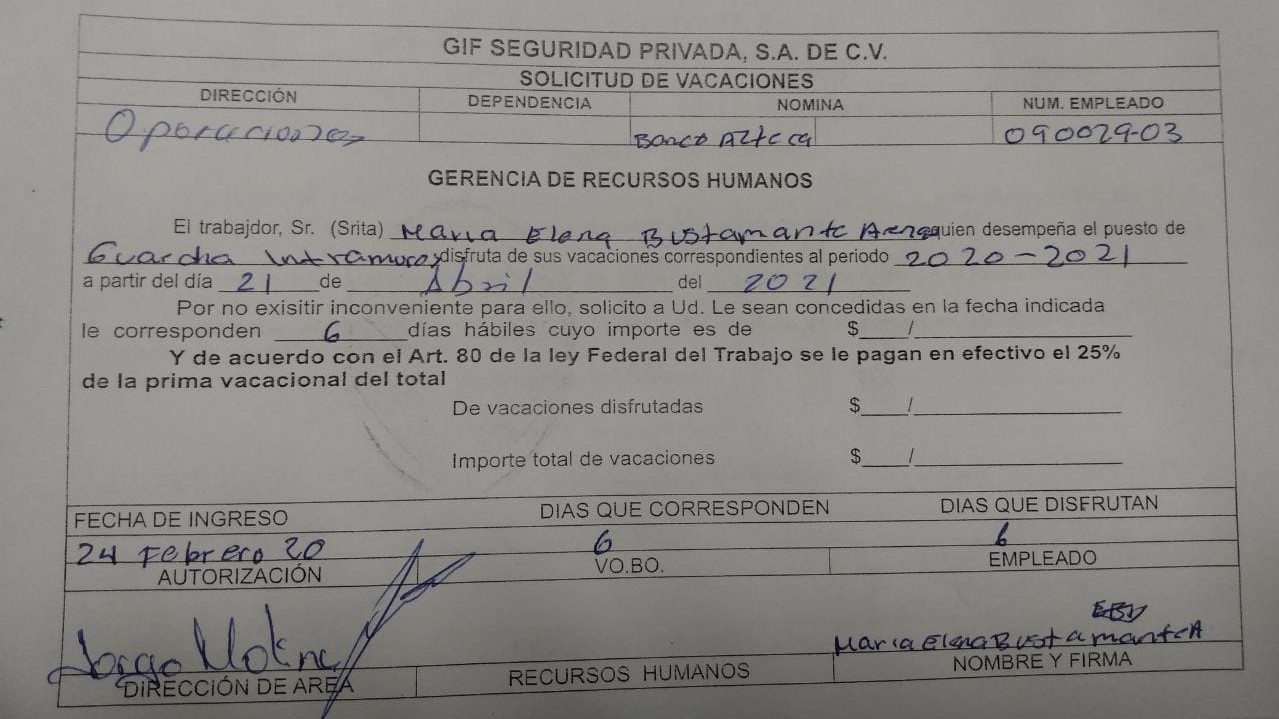 GIF SEGURIDAD PRIVADA, S.A. DE C.V.
SOLICITUD DE VACACIONES
DIRECCIÓN DEPENDENCIA NOMINA NUM. EMPLEADO
Operaciones Banco Azteca 09002903
GERENCIA DE RECURSOS HUMANOS
El trabajdor, Sr. (Srita) Maria Elena Bustamante quien desempeña el puesto de
Guardia Intramuros disfruta de sus vacaciones correspondientes al periodo 2020-2021
a partir del día 21 de Abril del 2021
Por no exisitir inconveniente para ello, solicito a Ud. Le sean concedidas en la fecha indicada
le corresponden 6 días hábiles cuyo importe es de $____/____
Y de acuerdo con el Art. 80 de la ley Federal del Trabajo se le pagan en efectivo el 25%
de la prima vacacional del total
De vacaciones disfrutadas $____/____
Importe total de vacaciones $____/____
FECHA DE INGRESO DIAS QUE CORRESPONDEN DIAS QUE DISFRUTAN
24 Febrero 20 6 6
AUTORIZACIÓN VO.BO. EMPLEADO
Jorge Molina Maria Elena Bustamante A
DIRECCIÓN DE AREA RECURSOS HUMANOS NOMBRE Y FIRMA